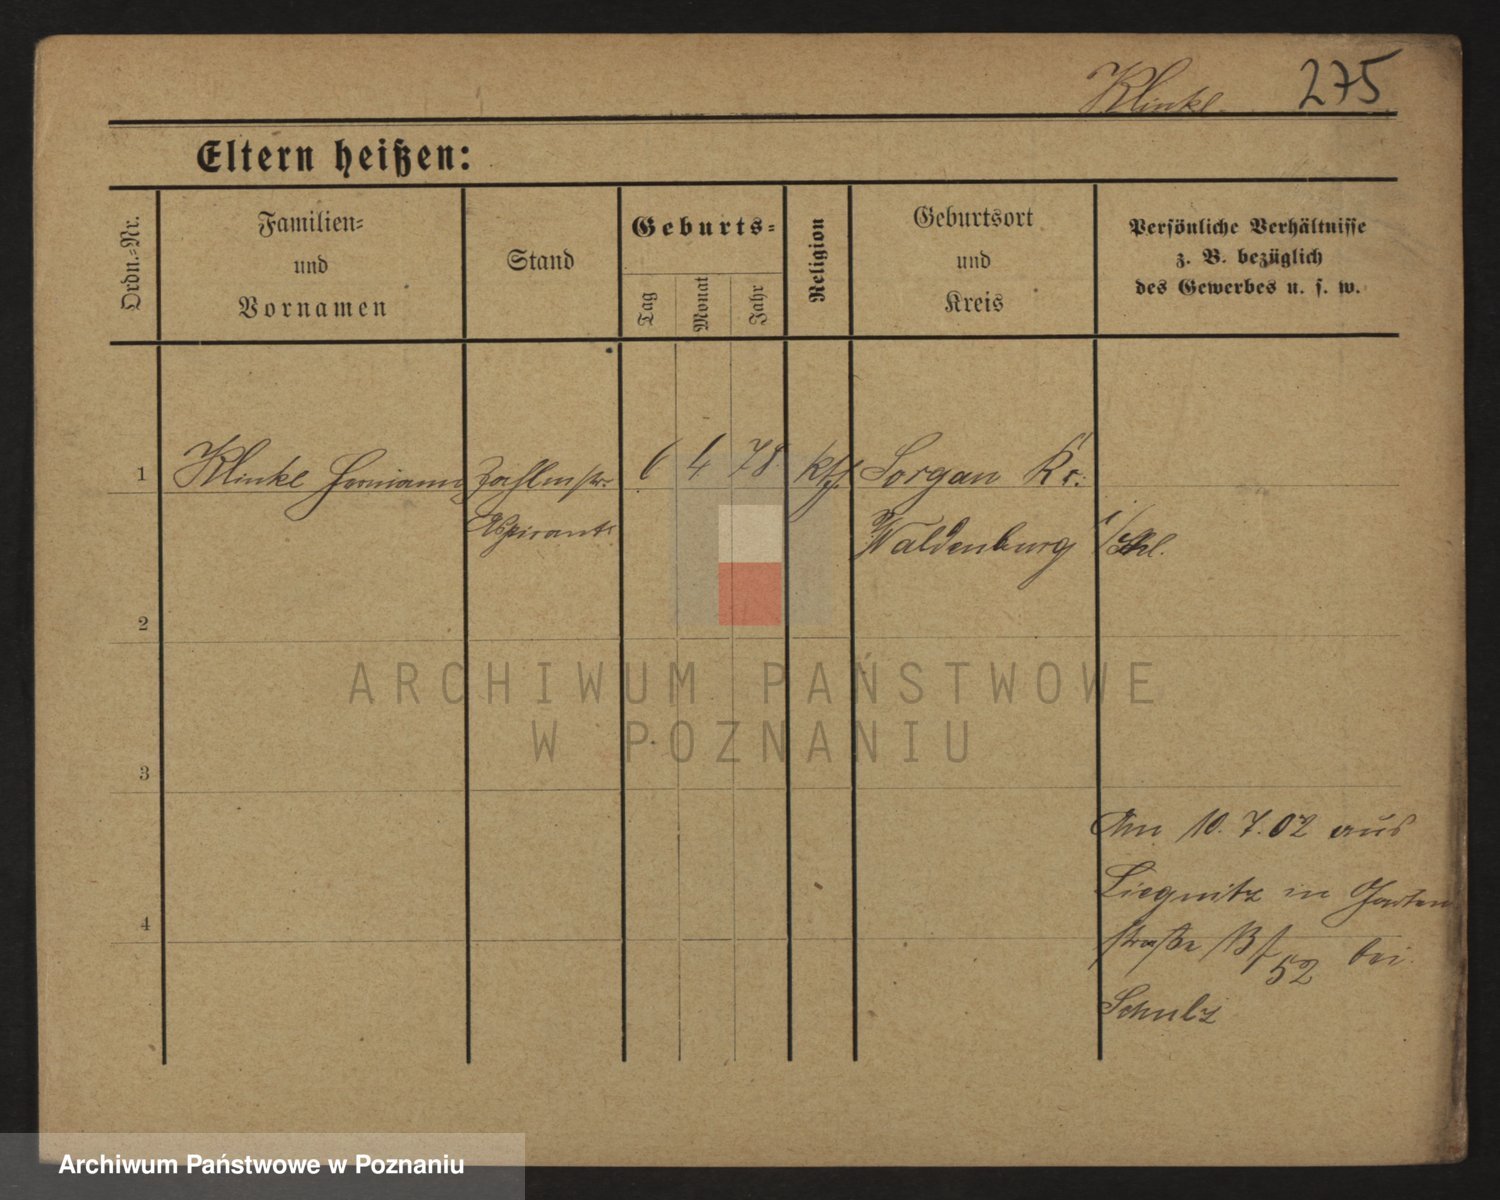 Klinke 275
Eltern heißen:
Ordn.-Nr.
Familien-
und
Vornamen
Stand
Geburts-
Tag
Monat
Jahr
Religion
Geburtsort
und
Kreis
Persönliche Verhältnisse
z. B. bezüglich
des Gewerbes u. s. w.
1 Klinke Hermann Zahlmstr. 6 4 78 Sorgau Kr.
Aspirant Waldenburg i/Schl.
2
3
Am 10. 7. 02 aus
Liegnitz in Garten
4
straße 52 bei
Schulz
ARCHIWUM PAŃSTWOWE
W POZNANIU
Archiwum Państwowe w Poznaniu